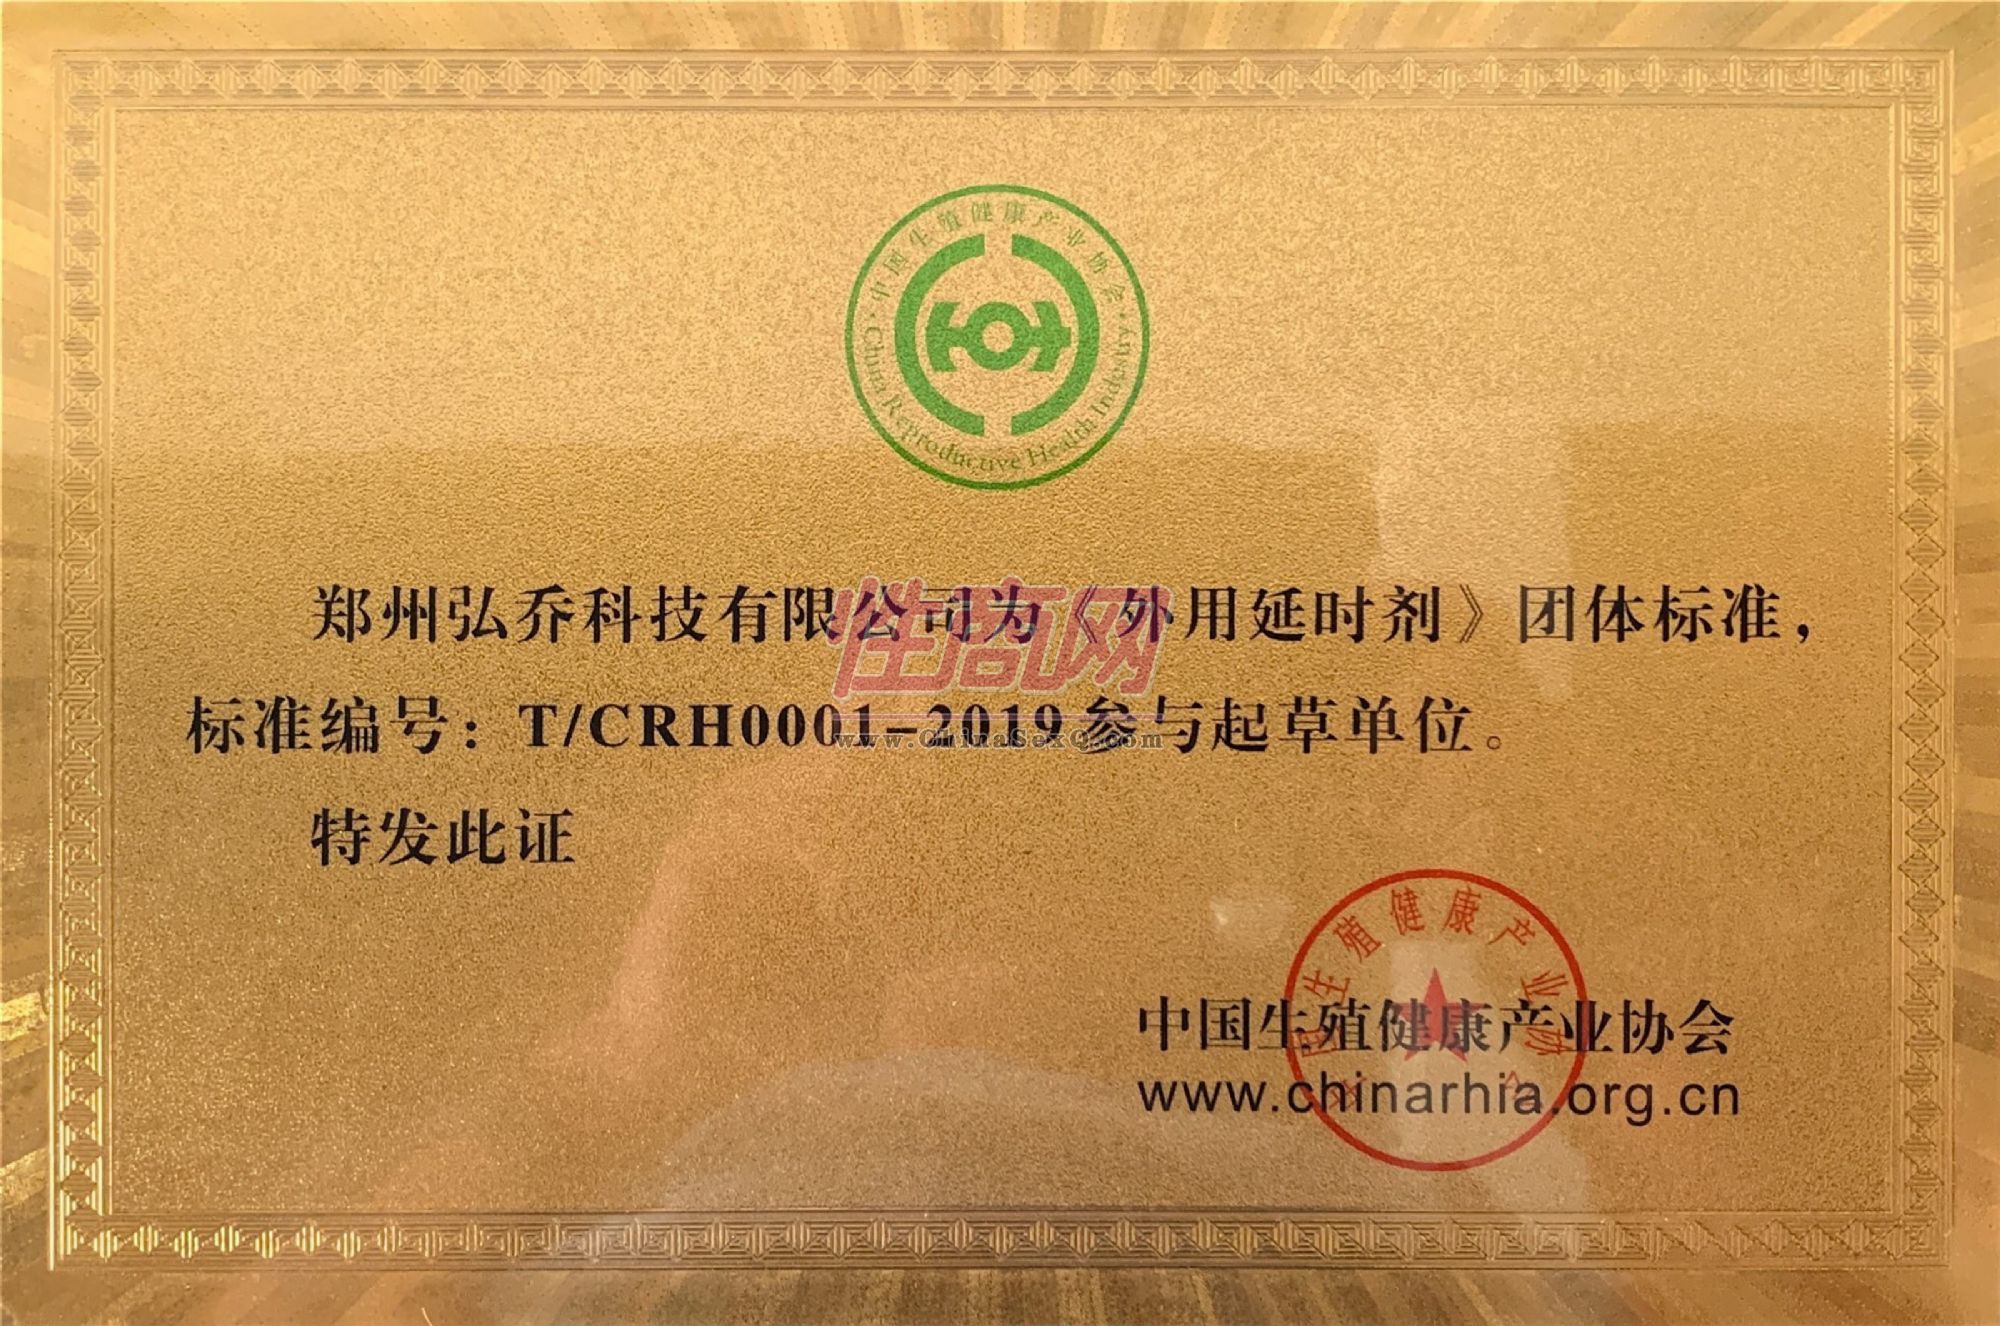 中国生殖健康产业协会
China Reproductive Health Industry
郑州弘乔科技有限公司为《外用延时剂》团体标准，
标准编号：T/CRH0001-2019参与起草单位。
性商网
www.ChinaSexQ.com
特发此证
中国生殖健康产业协会
中国生殖健康产业协会
www.chinarhia.org.cn